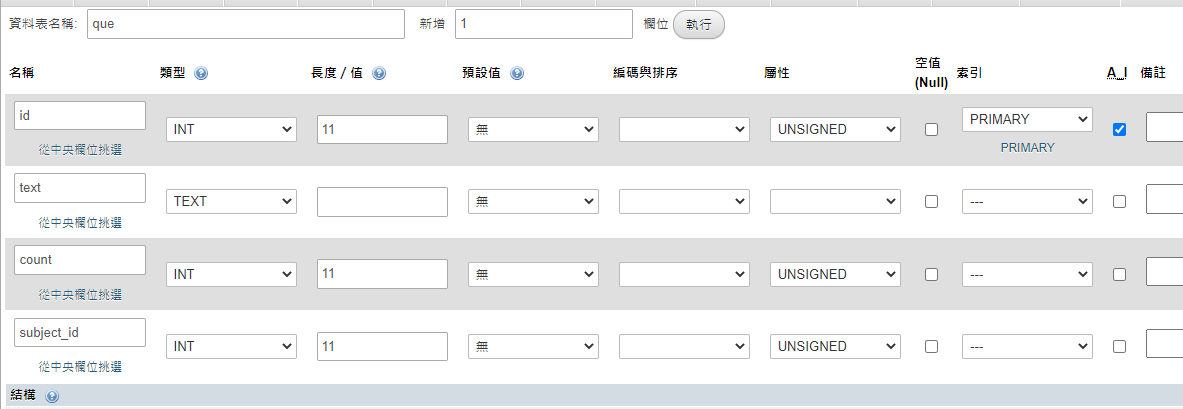 資料表名稱: que 新增 1 欄位 執行
名稱 類型 長度 / 值 預設值 編碼與排序 屬性 空值 (Null) 索引 A_I 備註
id INT 11 無 UNSIGNED PRIMARY
從中央欄位挑選 PRIMARY
text TEXT 無 ---
從中央欄位挑選
count INT 11 無 UNSIGNED ---
從中央欄位挑選
subject_id INT 11 無 UNSIGNED ---
從中央欄位挑選
結構